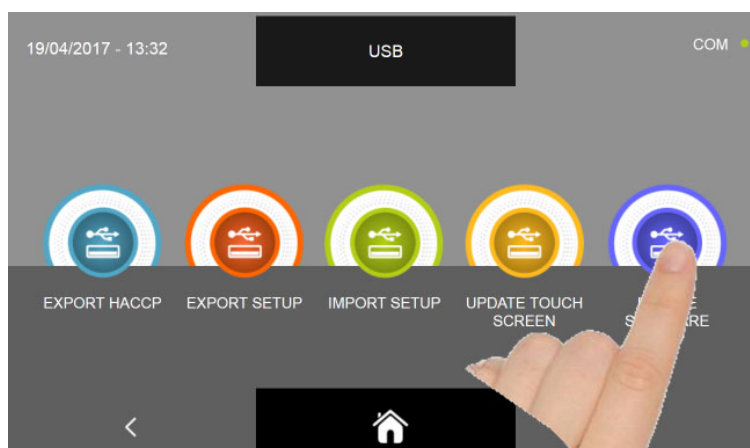 19/04/2017 - 13:32
USB
COM
EXPORT HACCP
EXPORT SETUP
IMPORT SETUP
UPDATE TOUCH
SCREEN